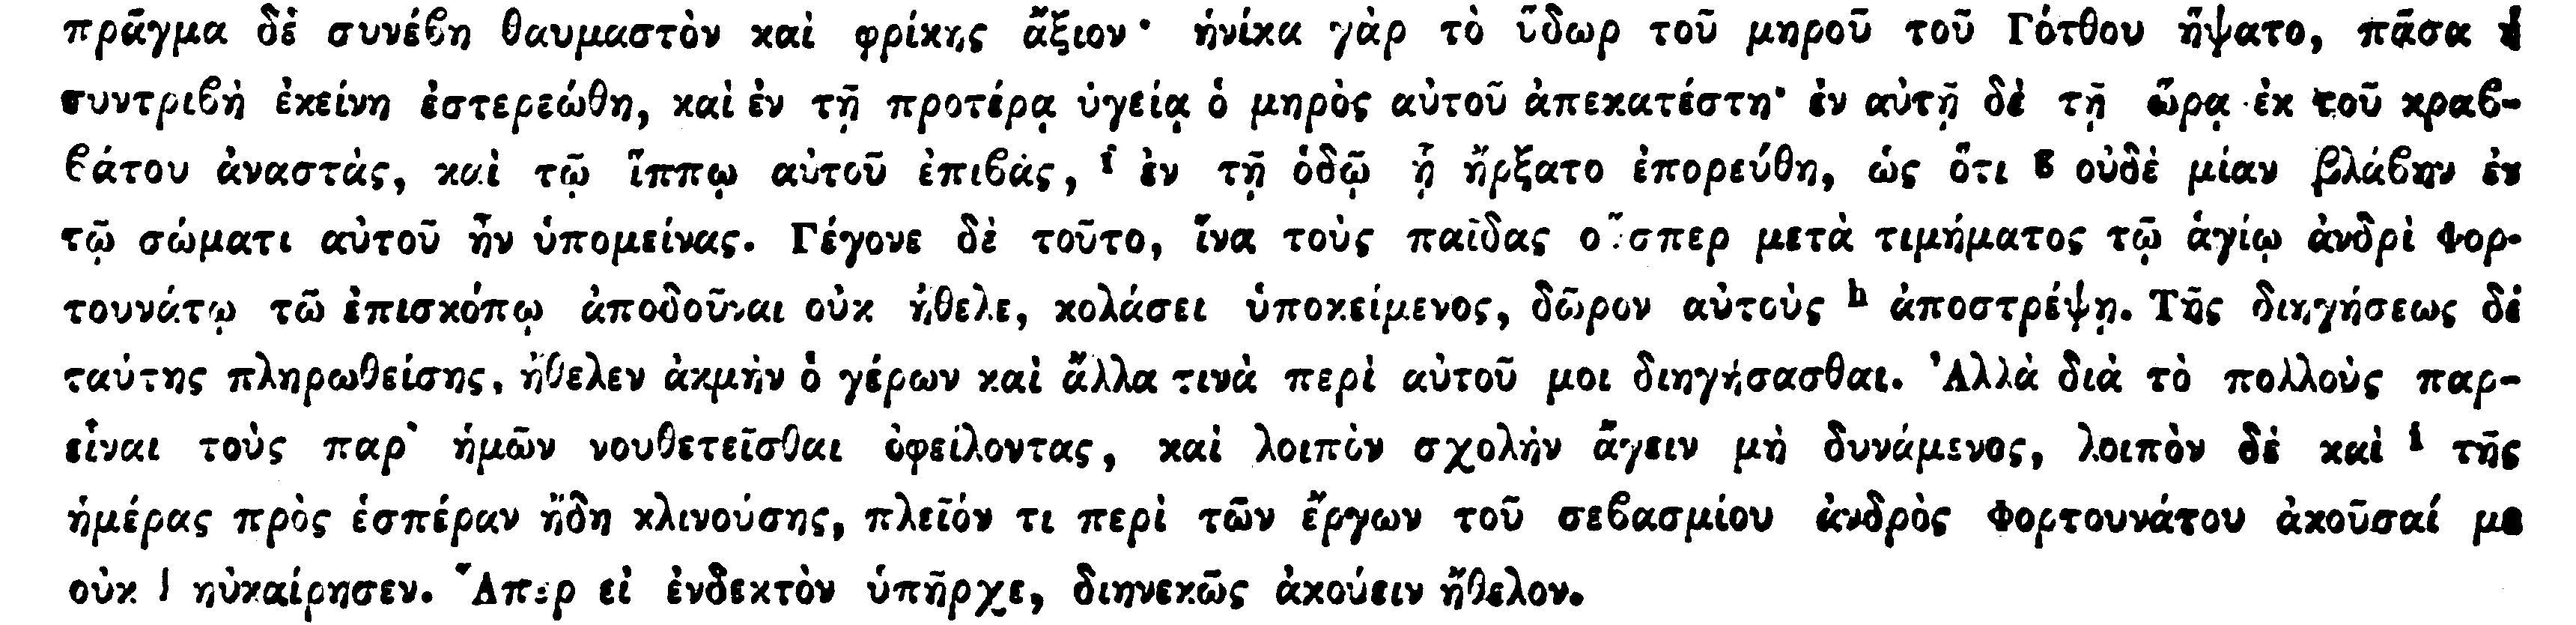 πρᾶγμα δὲ συνέϐη θαυμαστὸν καὶ φρίκης ἄξιον· ἡνίκα γὰρ τὸ ὕδωρ τοῦ μηροῦ τοῦ Γότθου ἥψατο, πᾶσα ἡ
συντριϐὴ ἐκείνη ἐστερεώθη, καὶ ἐν τῇ προτέρᾳ ὑγείᾳ ὁ μηρὸς αὐτοῦ ἀπεκατέστη· ἐν αὐτῇ δὲ τῇ ὥρᾳ ἐκ τοῦ κραϐ-
ϐάτου ἀναστὰς, καὶ τῷ ἵππῳ αὐτοῦ ἐπιϐὰς, f ἐν τῇ ὁδῷ ᾗ ἤρξατο ἐπορεύθη, ὡς ὅτι g οὐδὲ μίαν βλάϐην ἐν
τῷ σώματι αὐτοῦ ἦν ὑπομείνας. Γέγονε δὲ τοῦτο, ἵνα τοὺς παῖδας οὕσπερ μετὰ τιμήματος τῷ ἁγίῳ ἀνδρὶ Φορ-
τουνάτῳ τῷ ἐπισκόπῳ ἀποδοῦναι οὐκ ἤθελε, κολάσει ὑποκείμενος, δῶρον αὐτοὺς h ἀποστρέψῃ. Τῆς διηγήσεως δὲ
ταύτης πληρωθείσης, ἤθελεν ἀκμὴν ὁ γέρων καὶ ἄλλα τινὰ περὶ αὐτοῦ μοι διηγήσασθαι. Ἀλλὰ διὰ τὸ πολλοὺς παρ-
εἶναι τοὺς παρ' ἡμῶν νουθετεῖσθαι ὀφείλοντας, καὶ λοιπὸν σχολὴν ἄγειν μὴ δυνάμενος, λοιπὸν δὲ καὶ i τῆς
ἡμέρας πρὸς ἑσπέραν ἤδη κλινούσης, πλεῖόν τι περὶ τῶν ἔργων τοῦ σεϐασμίου ἀνδρὸς Φορτουνάτου ἀκοῦσαί με
οὐκ j ηὐκαίρησεν. Ἅπερ εἰ ἐνδεκτὸν ὑπῆρχε, διηνεκῶς ἀκούειν ἤθελον.